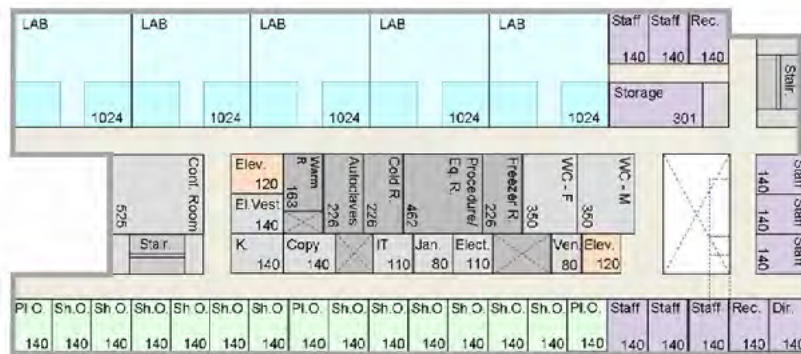 LAB LAB LAB LAB LAB Staff Staff Rec.
140 140 140
Stair.
Storage
1024 1024 1024 1024 1024 301
Conf. Room
525
Elev.
120
El.Vest
140
Warm R
163
Autoclaves
226
Cold R.
226
Procedure/
Eq. R.
462
Freezer R.
226
WC - F
350
WC - M
350
Staff
140
Staff
140
Staff
140
Stair.
K. Copy IT Jan. Elect. Ven. Elev.
140 140 110 80 110 80 120
Pl.O. Sh.O. Sh.O. Sh.O. Sh.O. Sh.O. Sh.O Pl.O. Sh.O. Sh.O. Sh.O. Sh.O. Sh.O. Sh.O. Pl.O. Staff Staff Staff Rec. Dir.
140 140 140 140 140 140 140 140 140 140 140 140 140 140 140 140 140 140 140 140